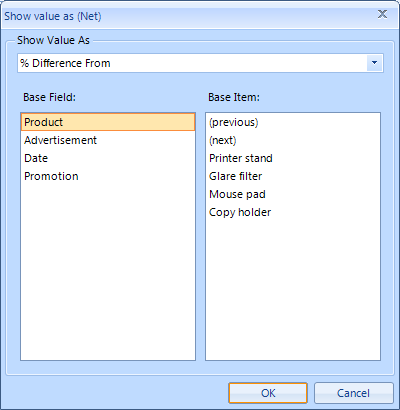 Show value as (Net)
Show Value As
% Difference From
Base Field:
Product
Advertisement
Date
Promotion
Base Item:
(previous)
(next)
Printer stand
Glare filter
Mouse pad
Copy holder
OK
Cancel